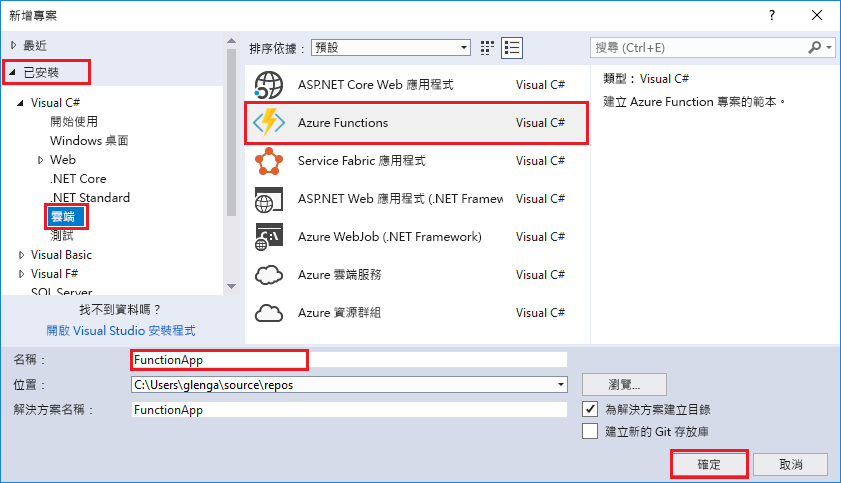 新增專案
最近
已安裝
Visual C#
開始使用
Windows 桌面
Web
.NET Core
.NET Standard
雲端
測試
Visual Basic
Visual F#
SQL Server
找不到資料嗎？
開啟 Visual Studio 安裝程式
排序依據： 預設
ASP.NET Core Web 應用程式 Visual C#
Azure Functions Visual C#
Service Fabric 應用程式 Visual C#
ASP.NET Web 應用程式 (.NET Framew Visual C#
Azure WebJob (.NET Framework) Visual C#
Azure 雲端服務 Visual C#
Azure 資源群組 Visual C#
搜尋 (Ctrl+E)
類型： Visual C#
建立 Azure Function 專案的範本。
名稱： FunctionApp
位置： C:\Users\glenga\source\repos 瀏覽...
解決方案名稱： FunctionApp
為解決方案建立目錄
建立新的 Git 存放庫
確定 取消